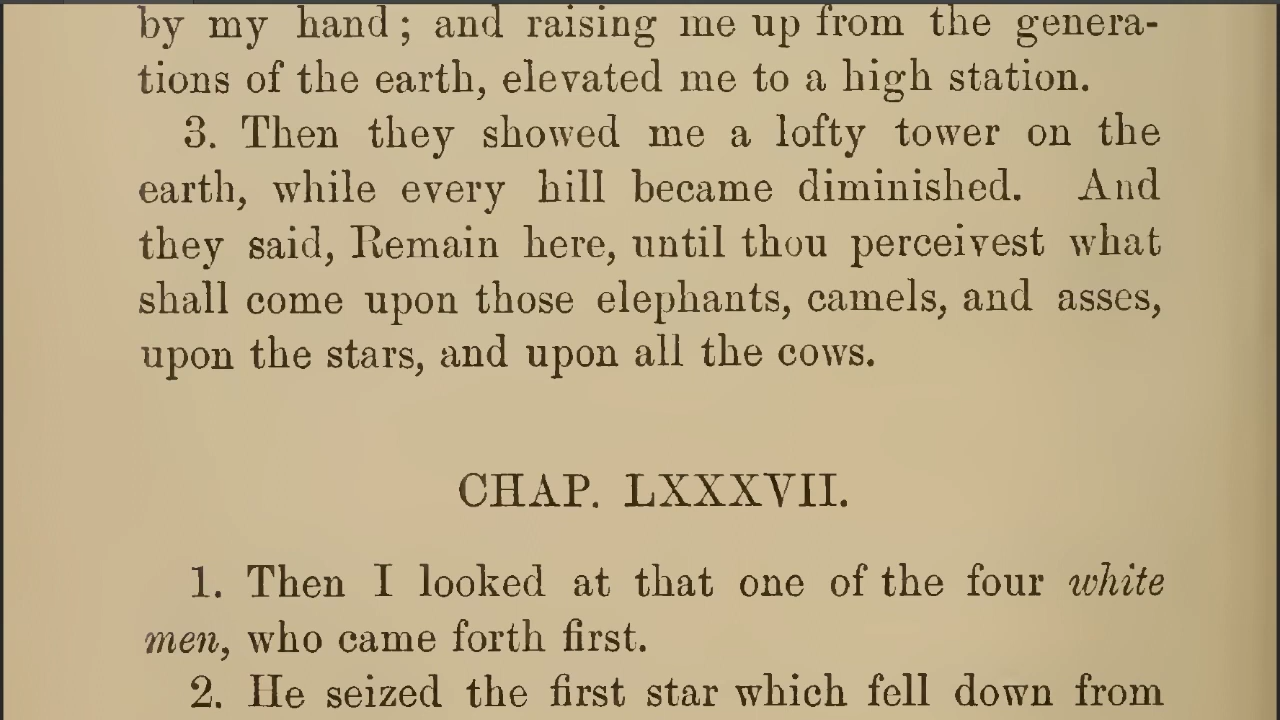 by my hand; and raising me up from the genera-
tions of the earth, elevated me to a high station.
3. Then they showed me a lofty tower on the
earth, while every hill became diminished. And
they said, Remain here, until thou perceivest what
shall come upon those elephants, camels, and asses,
upon the stars, and upon all the cows.
CHAP. LXXXVII.
1. Then I looked at that one of the four white
men, who came forth first.
2. He seized the first star which fell down from